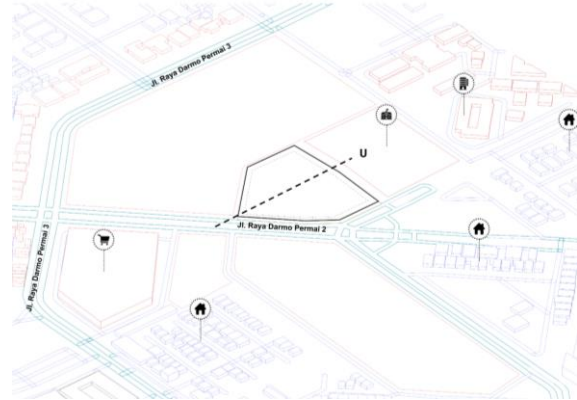 Jl. Raya Darmo Permai 3
U
Jl. Raya Darmo Permai 2
Jl. Raya Darmo Permai 3